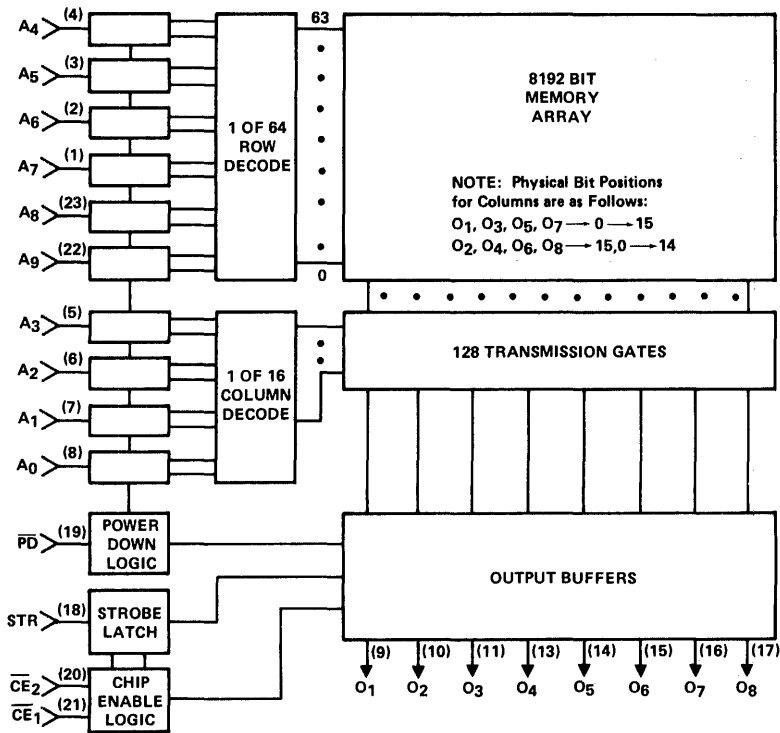 A4 (4)
A5 (3)
A6 (2)
A7 (1)
A8 (23)
A9 (22)
1 OF 64
ROW
DECODE
63
0
8192 BIT
MEMORY
ARRAY
NOTE: Physical Bit Positions
for Columns are as Follows:
O1, O3, O5, O7 → 0 → 15
O2, O4, O6, O8 → 15,0 → 14
A3 (5)
A2 (6)
A1 (7)
A0 (8)
1 OF 16
COLUMN
DECODE
128 TRANSMISSION GATES
P̅D̅ (19)
POWER
DOWN
LOGIC
OUTPUT BUFFERS
STR (18)
STROBE
LATCH
C̅E̅2 (20)
C̅E̅1 (21)
CHIP
ENABLE
LOGIC
(9) (10) (11) (13) (14) (15) (16) (17)
O1 O2 O3 O4 O5 O6 O7 O8